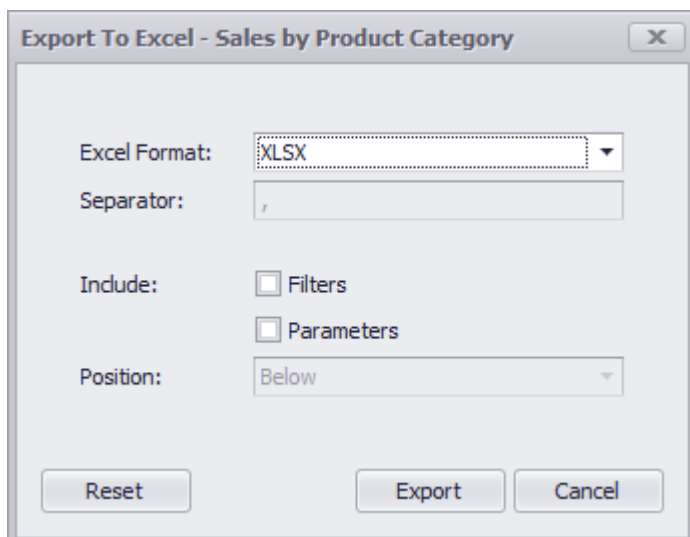 Export To Excel - Sales by Product Category
Excel Format: XLSX
Separator: ,
Include: Filters
Parameters
Position: Below
Reset Export Cancel